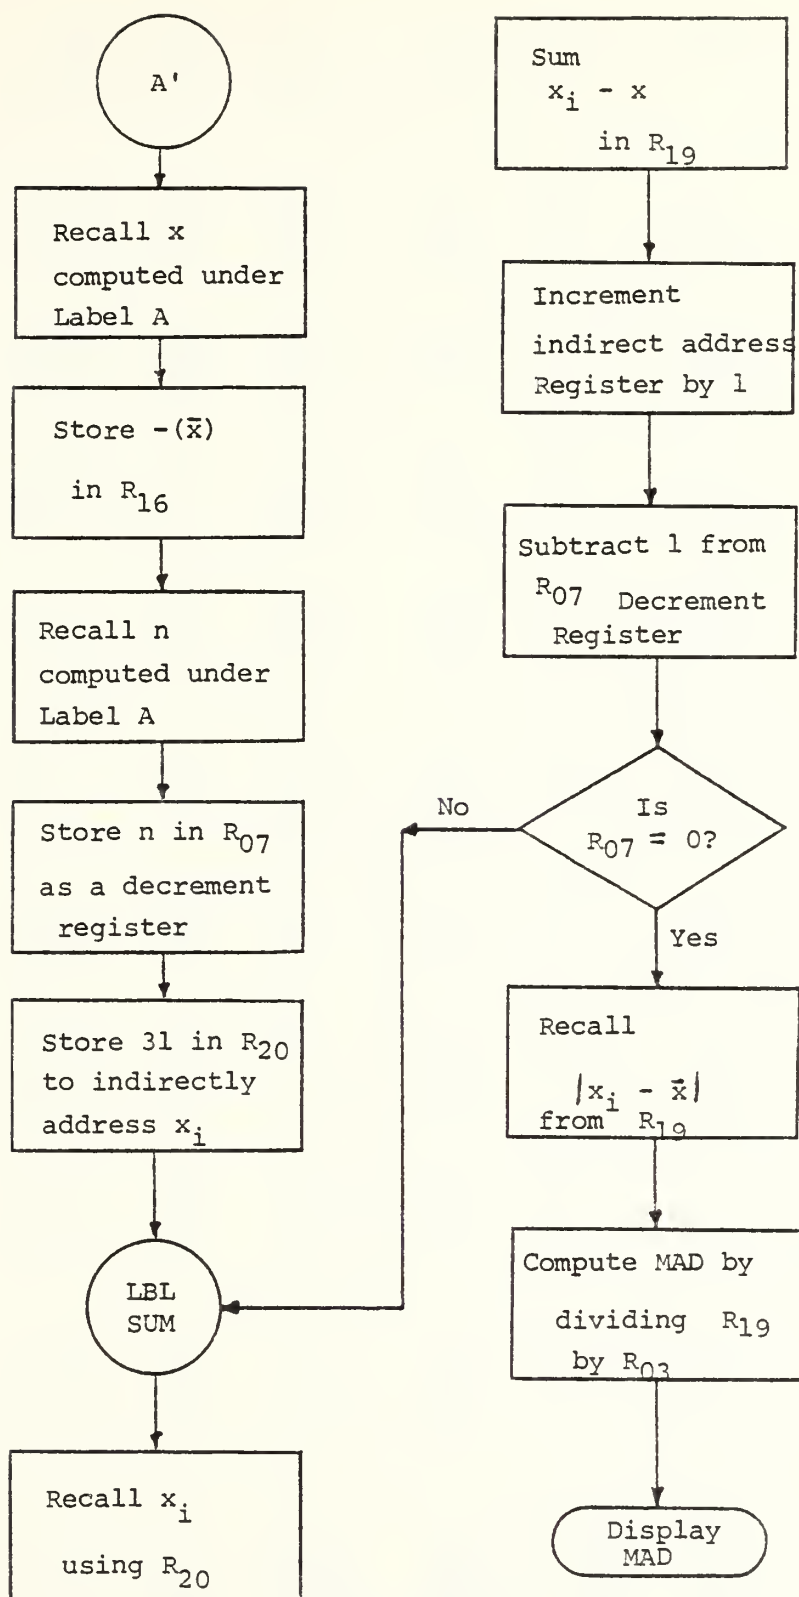 A'
Recall x
computed under
Label A
Store -(x̄)
in R16
Recall n
computed under
Label A
Store n in R07
as a decrement
register
Store 31 in R20
to indirectly
address xi
LBL
SUM
Recall xi
using R20
Sum
xi - x
in R19
Increment
indirect address
Register by 1
Subtract 1 from
R07 Decrement
Register
Is
R07 = 0?
No
Yes
Recall
|xi - x̄|
from R19
Compute MAD by
dividing R19
by R03
Display
MAD